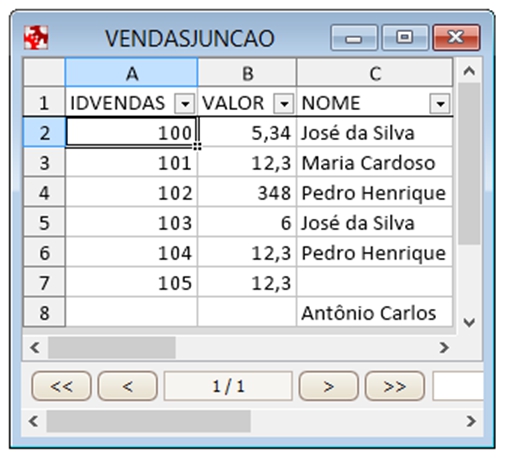 VENDASJUNCAO
A B C
1 IDVENDAS VALOR NOME
2 100 5,34 José da Silva
3 101 12,3 Maria Cardoso
4 102 348 Pedro Henrique
5 103 6 José da Silva
6 104 12,3 Pedro Henrique
7 105 12,3
8 Antônio Carlos
<< < 1 / 1 > >>